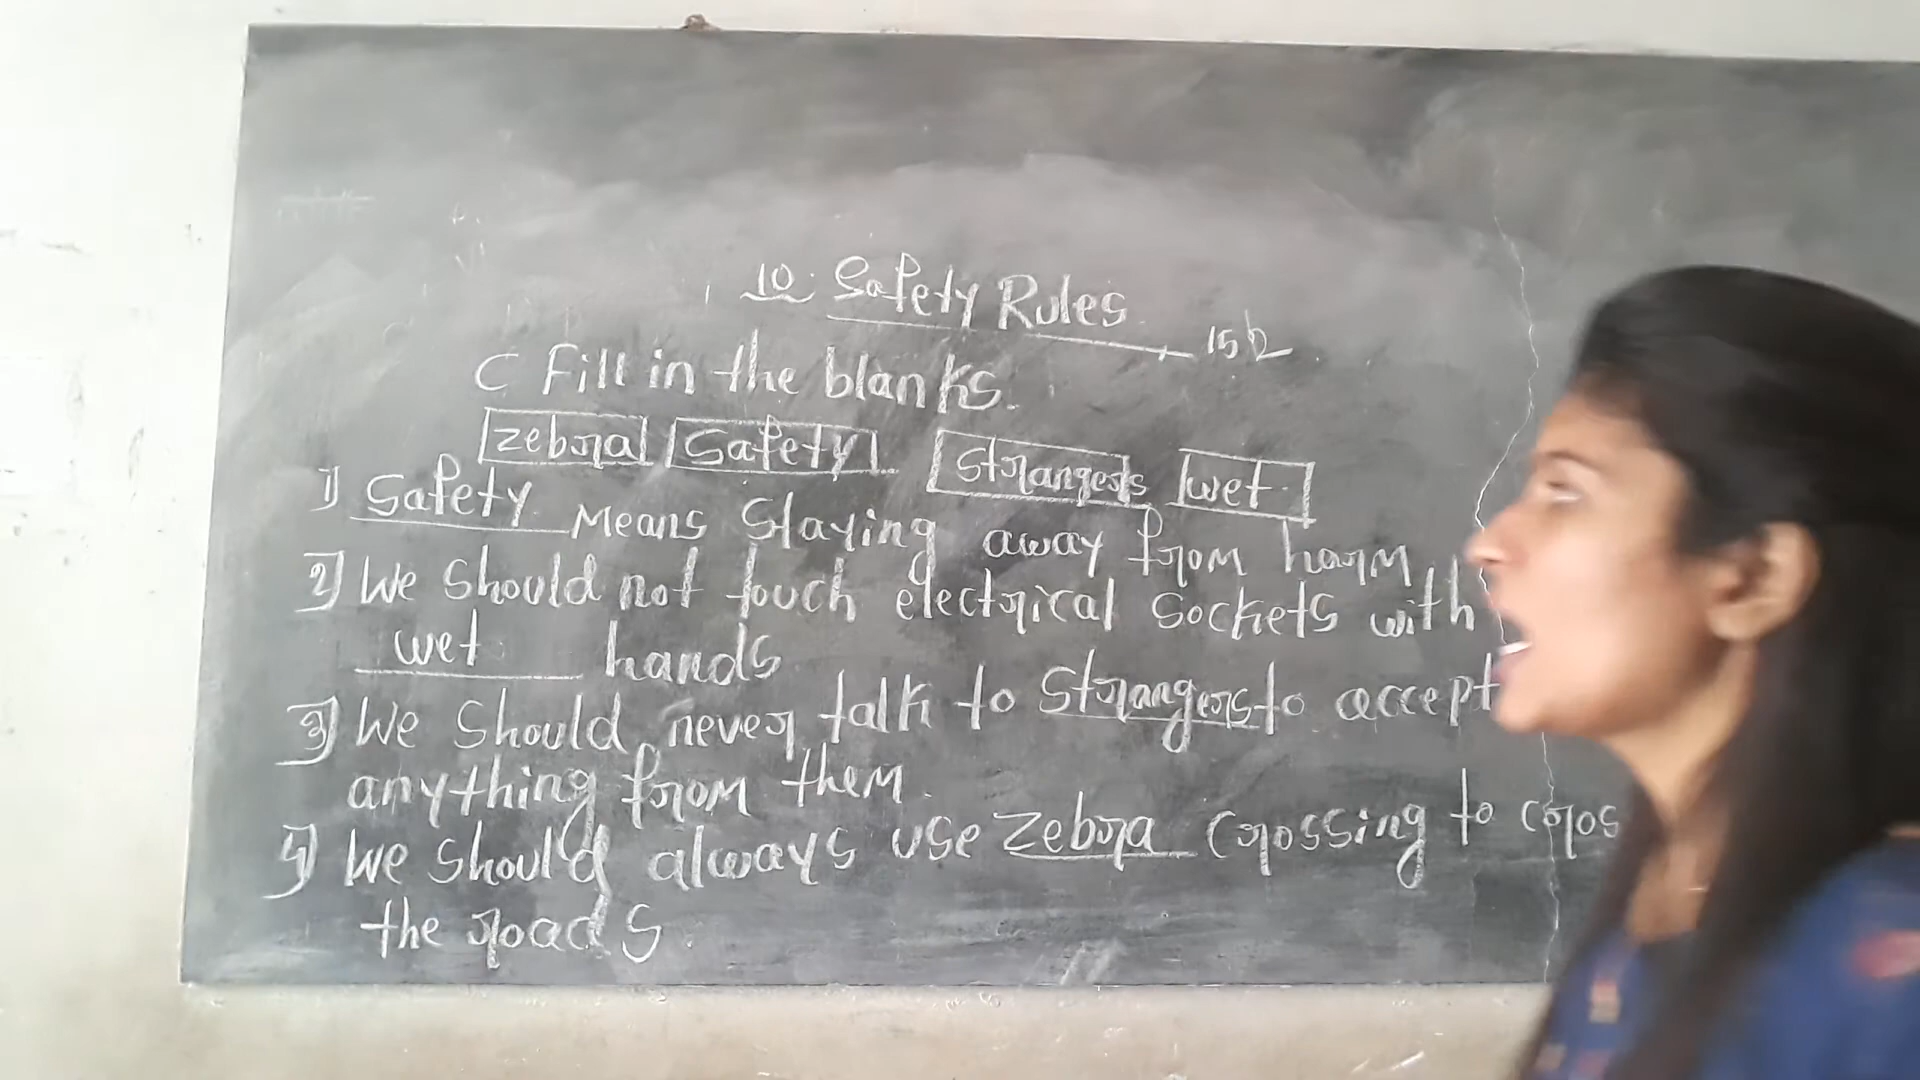 10. Safety Rules
152
C Fill in the blanks.
zebra Safety Strangers wet
1) Safety Means Staying away from harm
2) We should not touch electrical sockets with
wet hands
3) We should never talk to Strangers to accept
anything from them.
4) We should always use zebra crossing to cros
the roads.